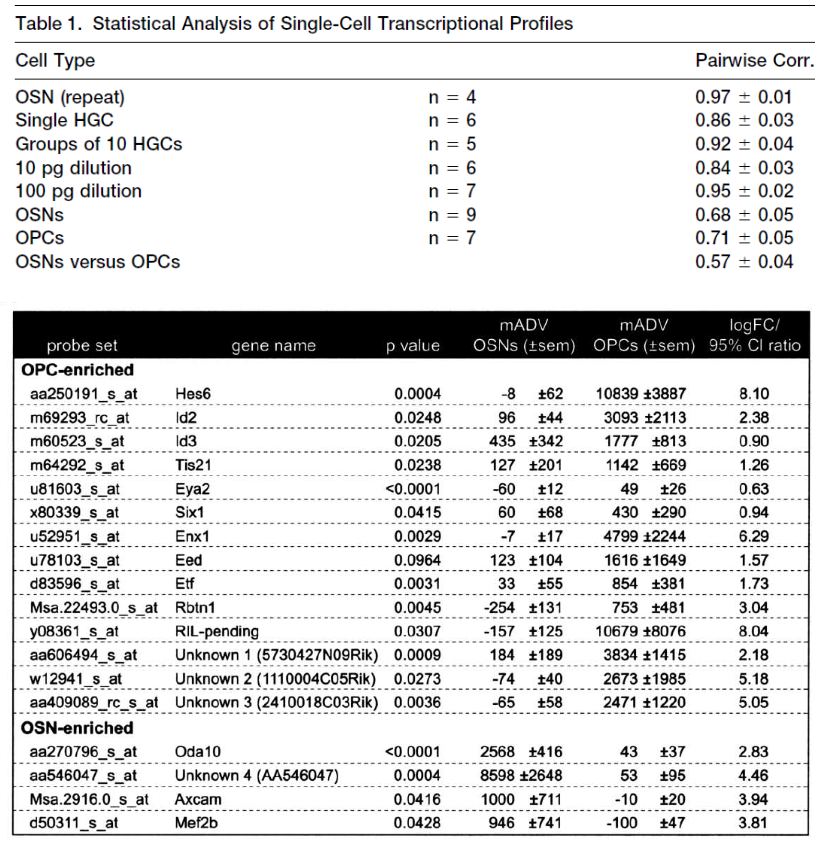 Table 1. Statistical Analysis of Single-Cell Transcriptional Profiles
Cell Type Pairwise Corr.
OSN (repeat) n = 4 0.97 ± 0.01
Single HGC n = 6 0.86 ± 0.03
Groups of 10 HGCs n = 5 0.92 ± 0.04
10 pg dilution n = 6 0.84 ± 0.03
100 pg dilution n = 7 0.95 ± 0.02
OSNs n = 9 0.68 ± 0.05
OPCs n = 7 0.71 ± 0.05
OSNs versus OPCs 0.57 ± 0.04
mADV mADV logFC/
probe set gene name p value OSNs (±sem) OPCs (±sem) 95% CI ratio
OPC-enriched
aa250191_s_at Hes6 0.0004 -8 ±62 10839 ±3887 8.10
m69293_rc_at Id2 0.0248 96 ±44 3093 ±2113 2.38
m60523_s_at Id3 0.0205 435 ±342 1777 ±813 0.90
m64292_s_at Tis21 0.0238 127 ±201 1142 ±669 1.26
u81603_s_at Eya2 <0.0001 -60 ±12 49 ±26 0.63
x80339_s_at Six1 0.0415 60 ±68 430 ±290 0.94
u52951_s_at Enx1 0.0029 -7 ±17 4799 ±2244 6.29
u78103_s_at Eed 0.0964 123 ±104 1616 ±1649 1.57
d83596_s_at Etf 0.0031 33 ±55 854 ±381 1.73
Msa.22493.0_s_at Rbtn1 0.0045 -254 ±131 753 ±481 3.04
y08361_s_at RIL-pending 0.0307 -157 ±125 10679 ±8076 8.04
aa606494_s_at Unknown 1 (5730427N09Rik) 0.0009 184 ±189 3834 ±1415 2.18
w12941_s_at Unknown 2 (1110004C05Rik) 0.0273 -74 ±40 2673 ±1985 5.18
aa409089_rc_s_at Unknown 3 (2410018C03Rik) 0.0036 -65 ±58 2471 ±1220 5.05
OSN-enriched
aa270796_s_at Oda10 <0.0001 2568 ±416 43 ±37 2.83
aa546047_s_at Unknown 4 (AA546047) 0.0004 8598 ±2648 53 ±95 4.46
Msa.2916.0_s_at Axcam 0.0416 1000 ±711 -10 ±20 3.94
d50311_s_at Mef2b 0.0428 946 ±741 -100 ±47 3.81